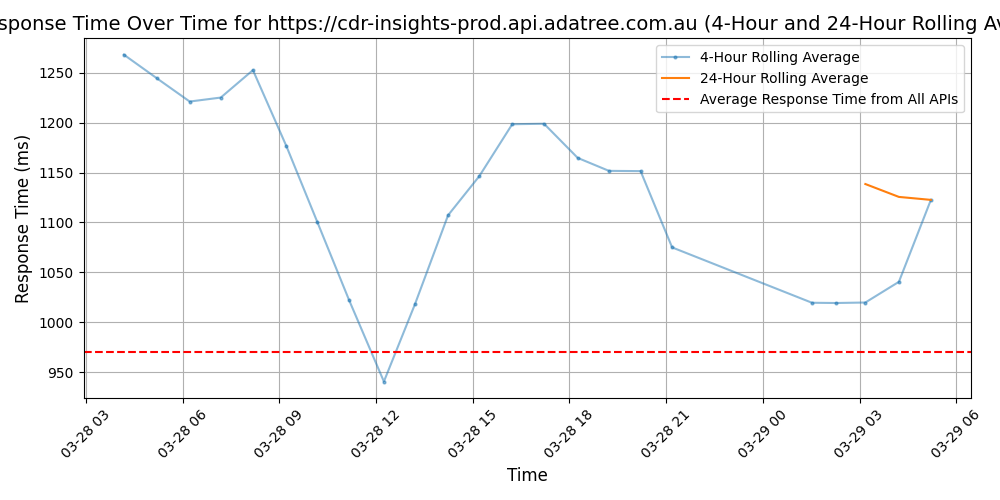 sponse Time Over Time for https://cdr-insights-prod.api.adatree.com.au (4-Hour and 24-Hour Rolling Av
4-Hour Rolling Average
24-Hour Rolling Average
Average Response Time from All APIs
Response Time (ms)
1250
1200
1150
1100
1050
1000
950
03-28 03
03-28 06
03-28 09
03-28 12
03-28 15
03-28 18
03-28 21
03-29 00
03-29 03
03-29 06
Time